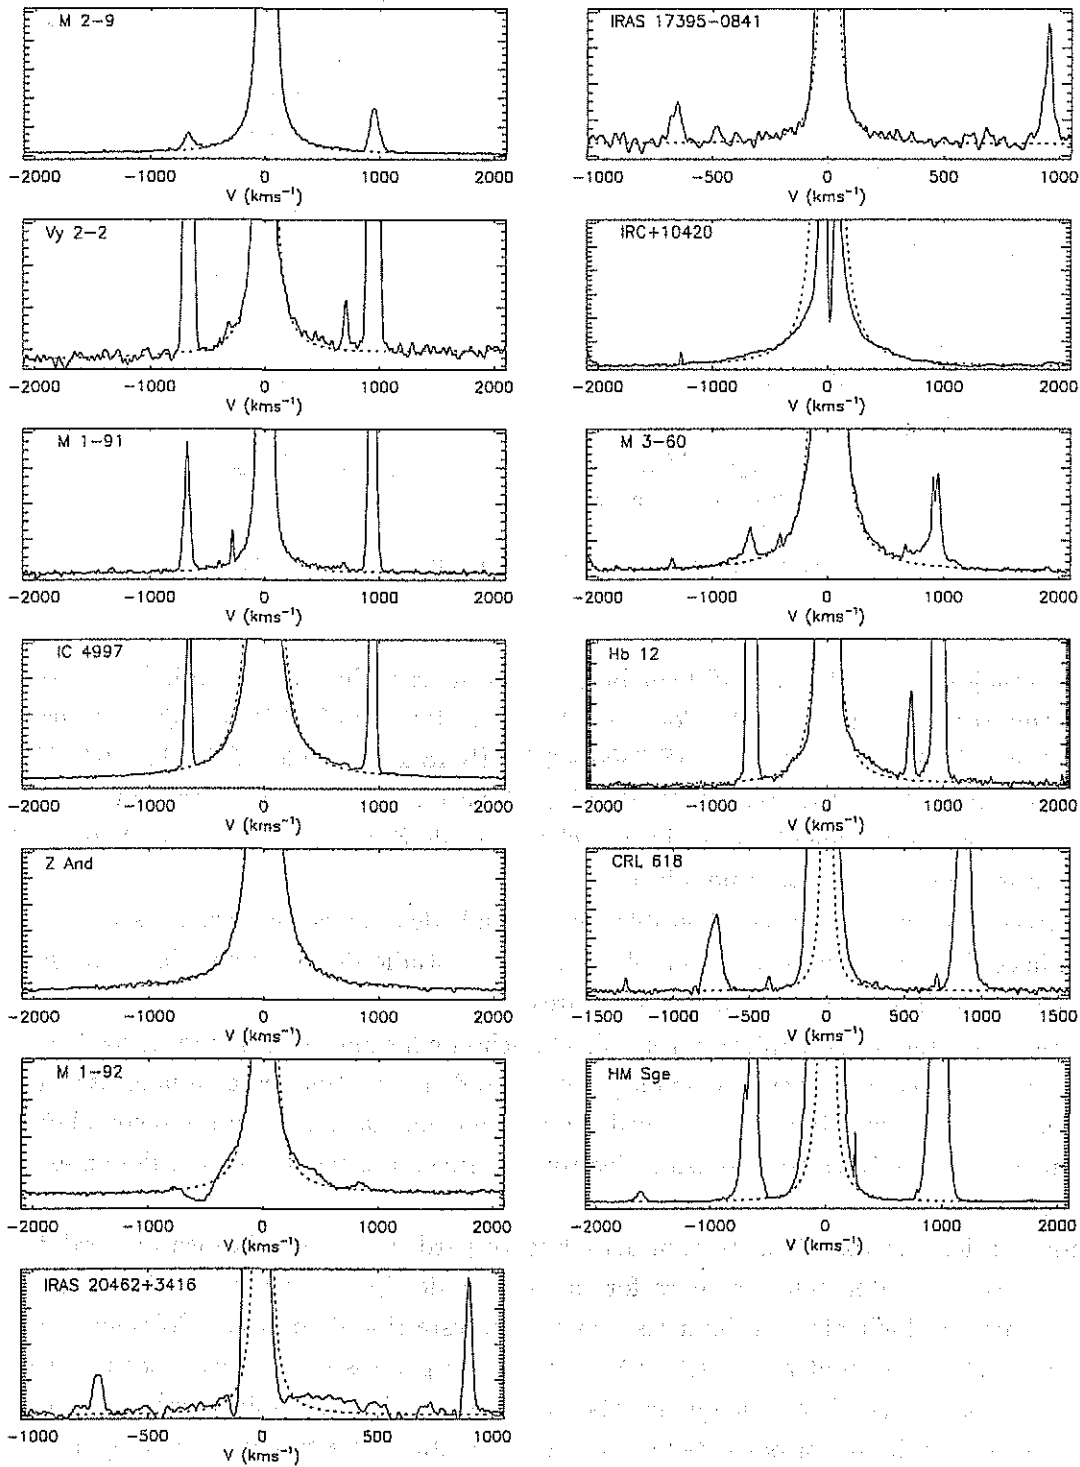 M 2-9
-2000 -1000 0 1000 2000
V (kms⁻¹)
IRAS 17395-0841
-1000 -500 0 500 1000
V (kms⁻¹)
Vy 2-2
-2000 -1000 0 1000 2000
V (kms⁻¹)
IRC+10420
-2000 -1000 0 1000 2000
V (kms⁻¹)
M 1-91
-2000 -1000 0 1000 2000
V (kms⁻¹)
M 3-60
-2000 -1000 0 1000 2000
V (kms⁻¹)
IC 4997
-2000 -1000 0 1000 2000
V (kms⁻¹)
Hb 12
-2000 -1000 0 1000 2000
V (kms⁻¹)
Z And
-2000 -1000 0 1000 2000
V (kms⁻¹)
CRL 618
-1500 -1000 -500 0 500 1000 1500
V (kms⁻¹)
M 1-92
-2000 -1000 0 1000 2000
V (kms⁻¹)
HM Sge
-2000 -1000 0 1000 2000
V (kms⁻¹)
IRAS 20462+3416
-1000 -500 0 500 1000
V (kms⁻¹)